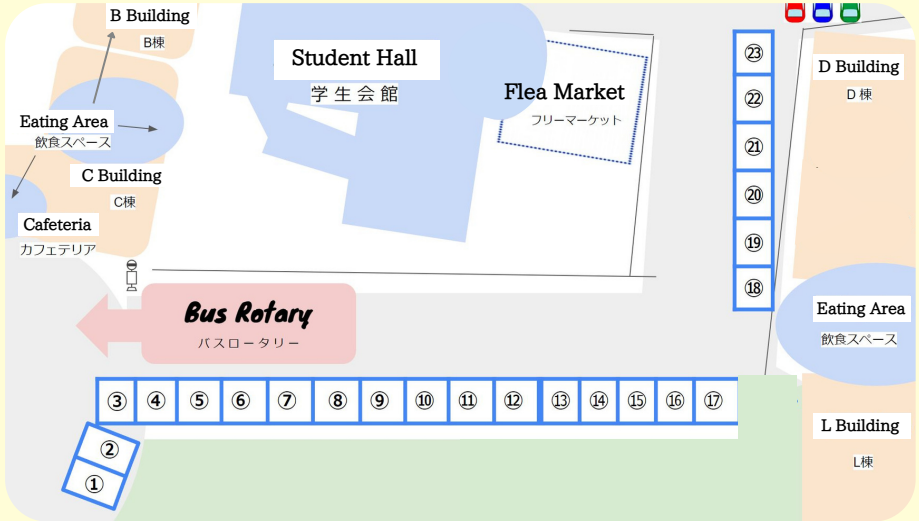 B Building
B棟
Student Hall
学生会館
Flea Market
フリーマーケット
D Building
D棟
Eating Area
飲食スペース
C Building
C棟
Cafeteria
カフェテリア
Bus Rotary
バスロータリー
㉓
㉒
㉑
⑳
⑲
⑱
Eating Area
飲食スペース
③ ④ ⑤ ⑥ ⑦ ⑧ ⑨ ⑩ ⑪ ⑫ ⑬ ⑭ ⑮ ⑯ ⑰
②
①
L Building
L棟